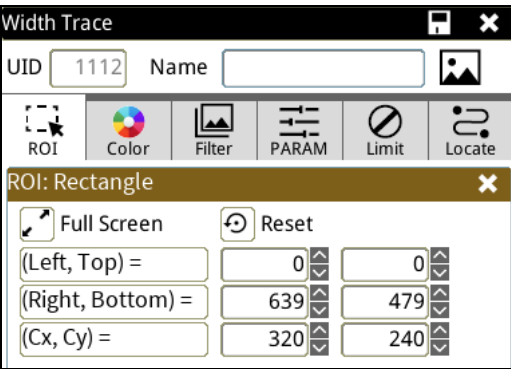 Width Trace
UID 1112 Name
ROI Color Filter PARAM Limit Locate
ROI: Rectangle
Full Screen Reset
(Left, Top) = 0 0
(Right, Bottom) = 639 479
(Cx, Cy) = 320 240